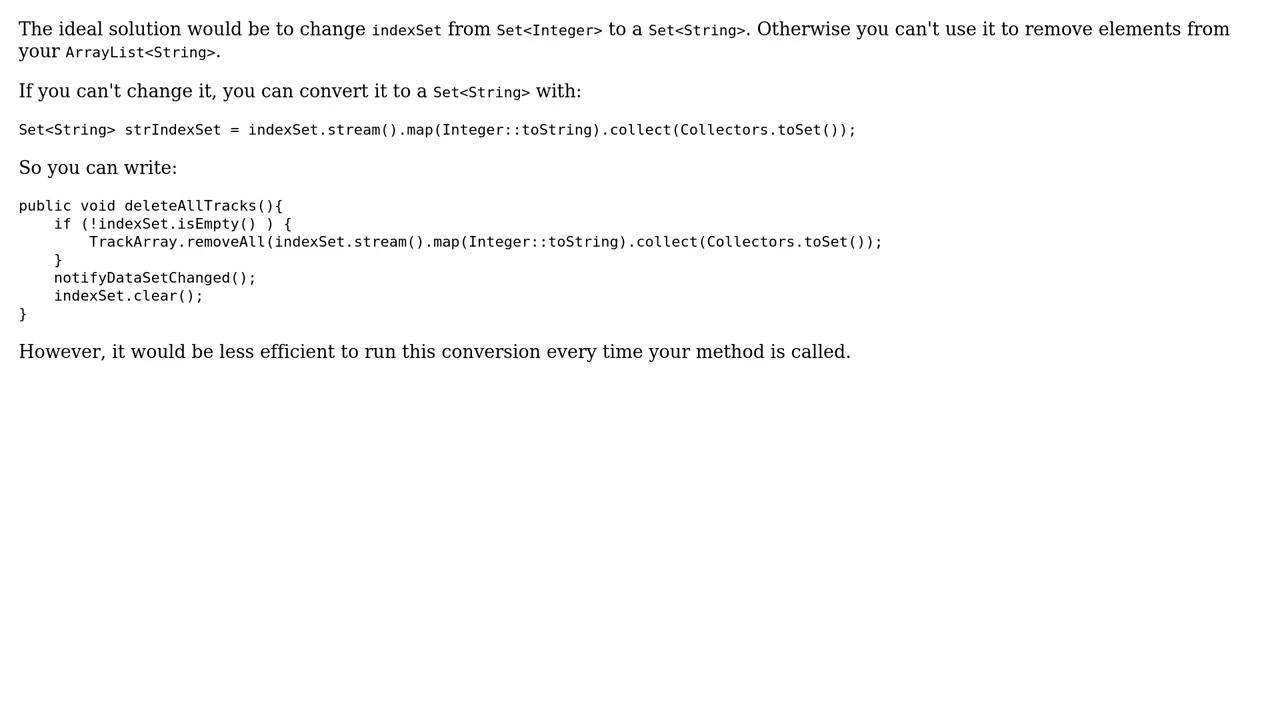 The ideal solution would be to change indexSet from Set<Integer> to a Set<String>. Otherwise you can't use it to remove elements from
your ArrayList<String>.
If you can't change it, you can convert it to a Set<String> with:
Set<String> strIndexSet = indexSet.stream().map(Integer::toString).collect(Collectors.toSet());
So you can write:
public void deleteAllTracks(){
    if (!indexSet.isEmpty() ) {
        TrackArray.removeAll(indexSet.stream().map(Integer::toString).collect(Collectors.toSet());
    }
    notifyDataSetChanged();
    indexSet.clear();
}
However, it would be less efficient to run this conversion every time your method is called.